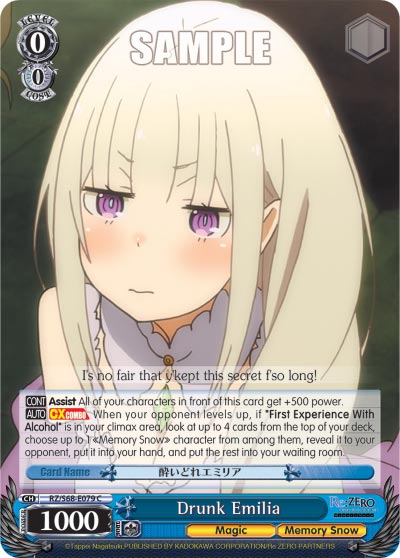 LEVEL
0
0
COST
SAMPLE
I's no fair that y'kept this secret f'so long!
CONT Assist All of your characters in front of this card get +500 power.
AUTO CXCOMBO When your opponent levels up, if "First Experience With
Alcohol" is in your climax area, look at up to 4 cards from the top of your deck,
choose up to 1 «Memory Snow» character from among them, reveal it to your
opponent, put it into your hand, and put the rest into your waiting room.
Card Name 酔いどれエミリア
CH RZ/S68-E079 C
Drunk Emilia
Re:ZERO
POWER 1000 SOUL
Magic Memory Snow
©Tappei Nagatsuki,PUBLISHED BY KADOKAWA CORPORATION/Re:ZERO PARTNERS